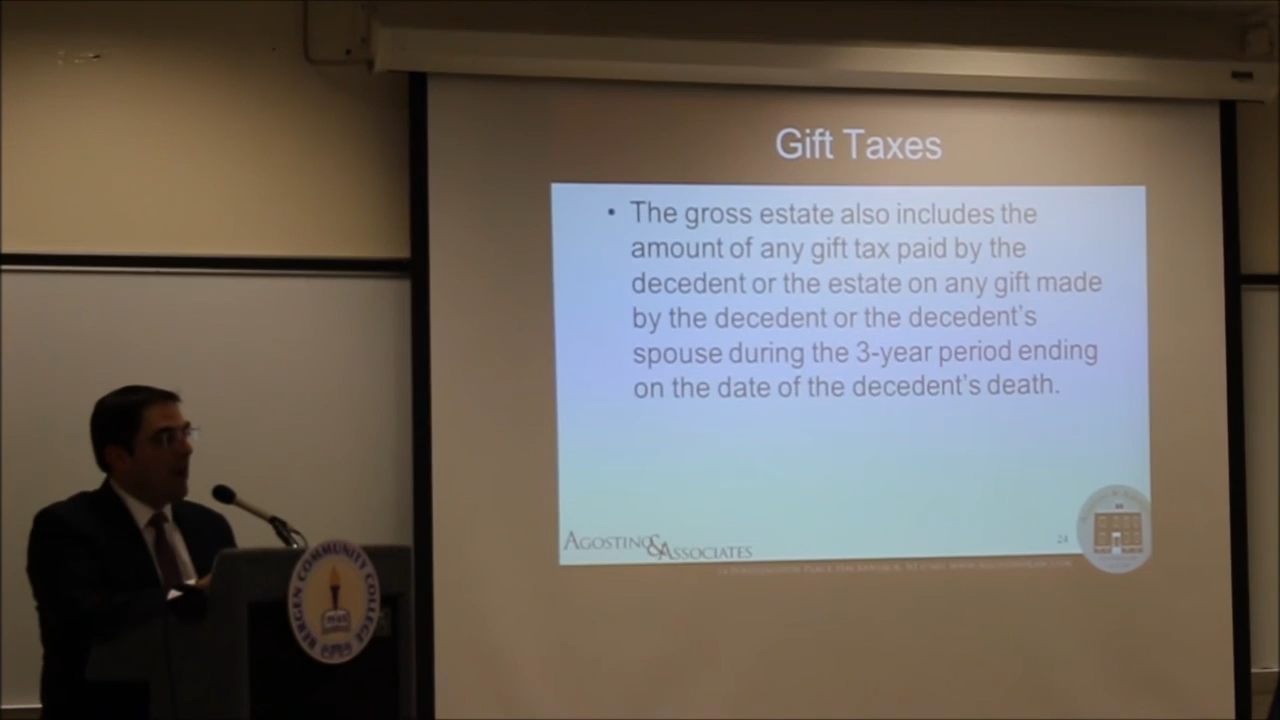 Gift Taxes
• The gross estate also includes the
amount of any gift tax paid by the
decedent or the estate on any gift made
by the decedent or the decedent's
spouse during the 3-year period ending
on the date of the decedent's death.
AGOSTINO & ASSOCIATES
24
BERGEN COMMUNITY COLLEGE